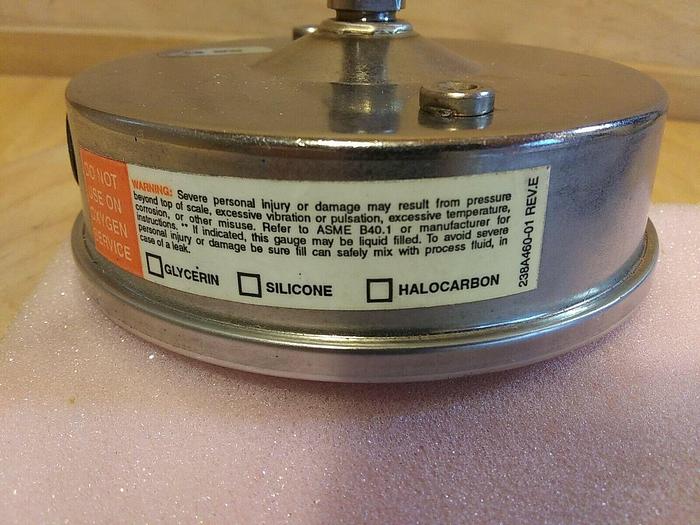 DO NOT
USE ON
OXYGEN
SERVICE
WARNING: Severe personal injury or damage may result from pressure
beyond top of scale, excessive vibration or pulsation, excessive temperature,
corrosion, or other misuse. Refer to ASME B40.1 or manufacturer for
instructions. ** If indicated, this gauge may be liquid filled. To avoid severe
personal injury or damage be sure fill can safely mix with process fluid, in
case of a leak.
GLYCERIN SILICONE HALOCARBON
238A460-01 REV.E